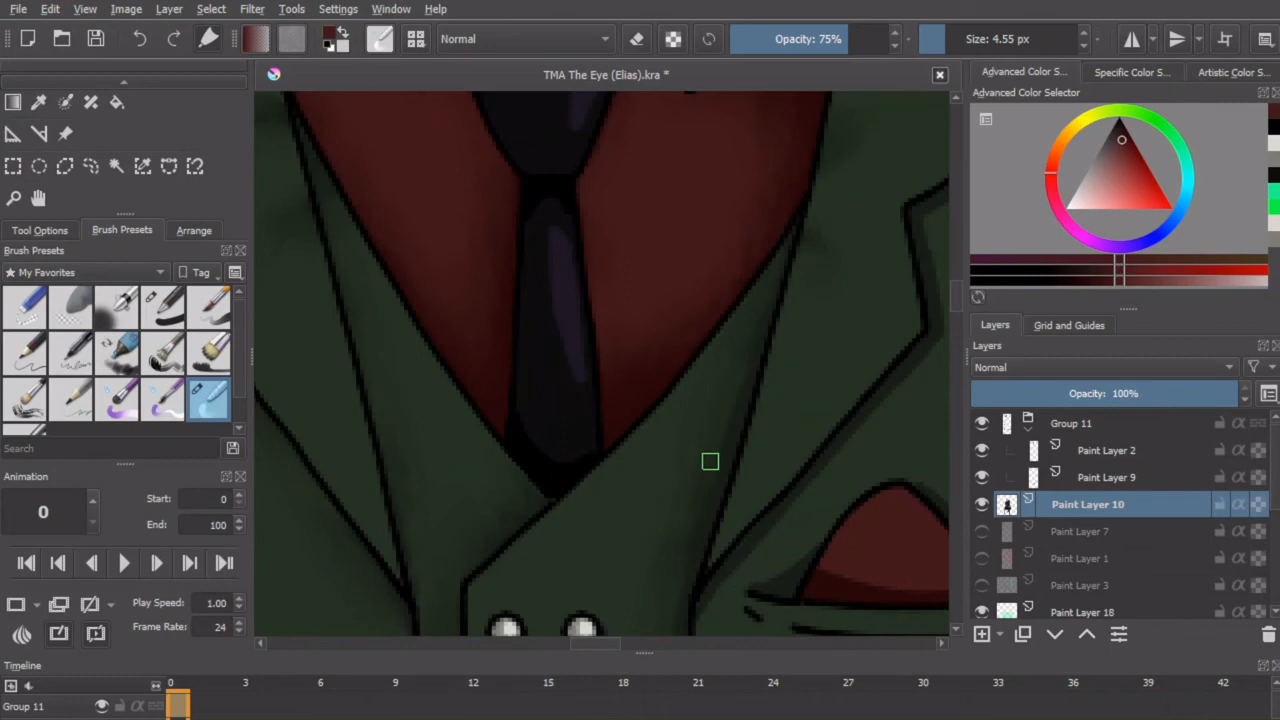 File Edit View Image Layer Select Filter Tools Settings Window Help
Normal Opacity: 75% Size: 4.55 px
TMA The Eye (Elias).kra *
Advanced Color S... Specific Color S... Artistic Color S...
Advanced Color Selector
Tool Options Brush Presets Arrange
Brush Presets
My Favorites Tag
Search
Animation
0 Start: 0
End: 100
Play Speed: 1.00
Frame Rate: 24
Layers Grid and Guides
Layers
Normal
Opacity: 100%
Group 11
Paint Layer 2
Paint Layer 9
Paint Layer 10
Paint Layer 7
Paint Layer 1
Paint Layer 3
Paint Layer 18
Timeline
0 3 6 9 12 15 18 21 24 27 30 33 36 39 42
Group 11